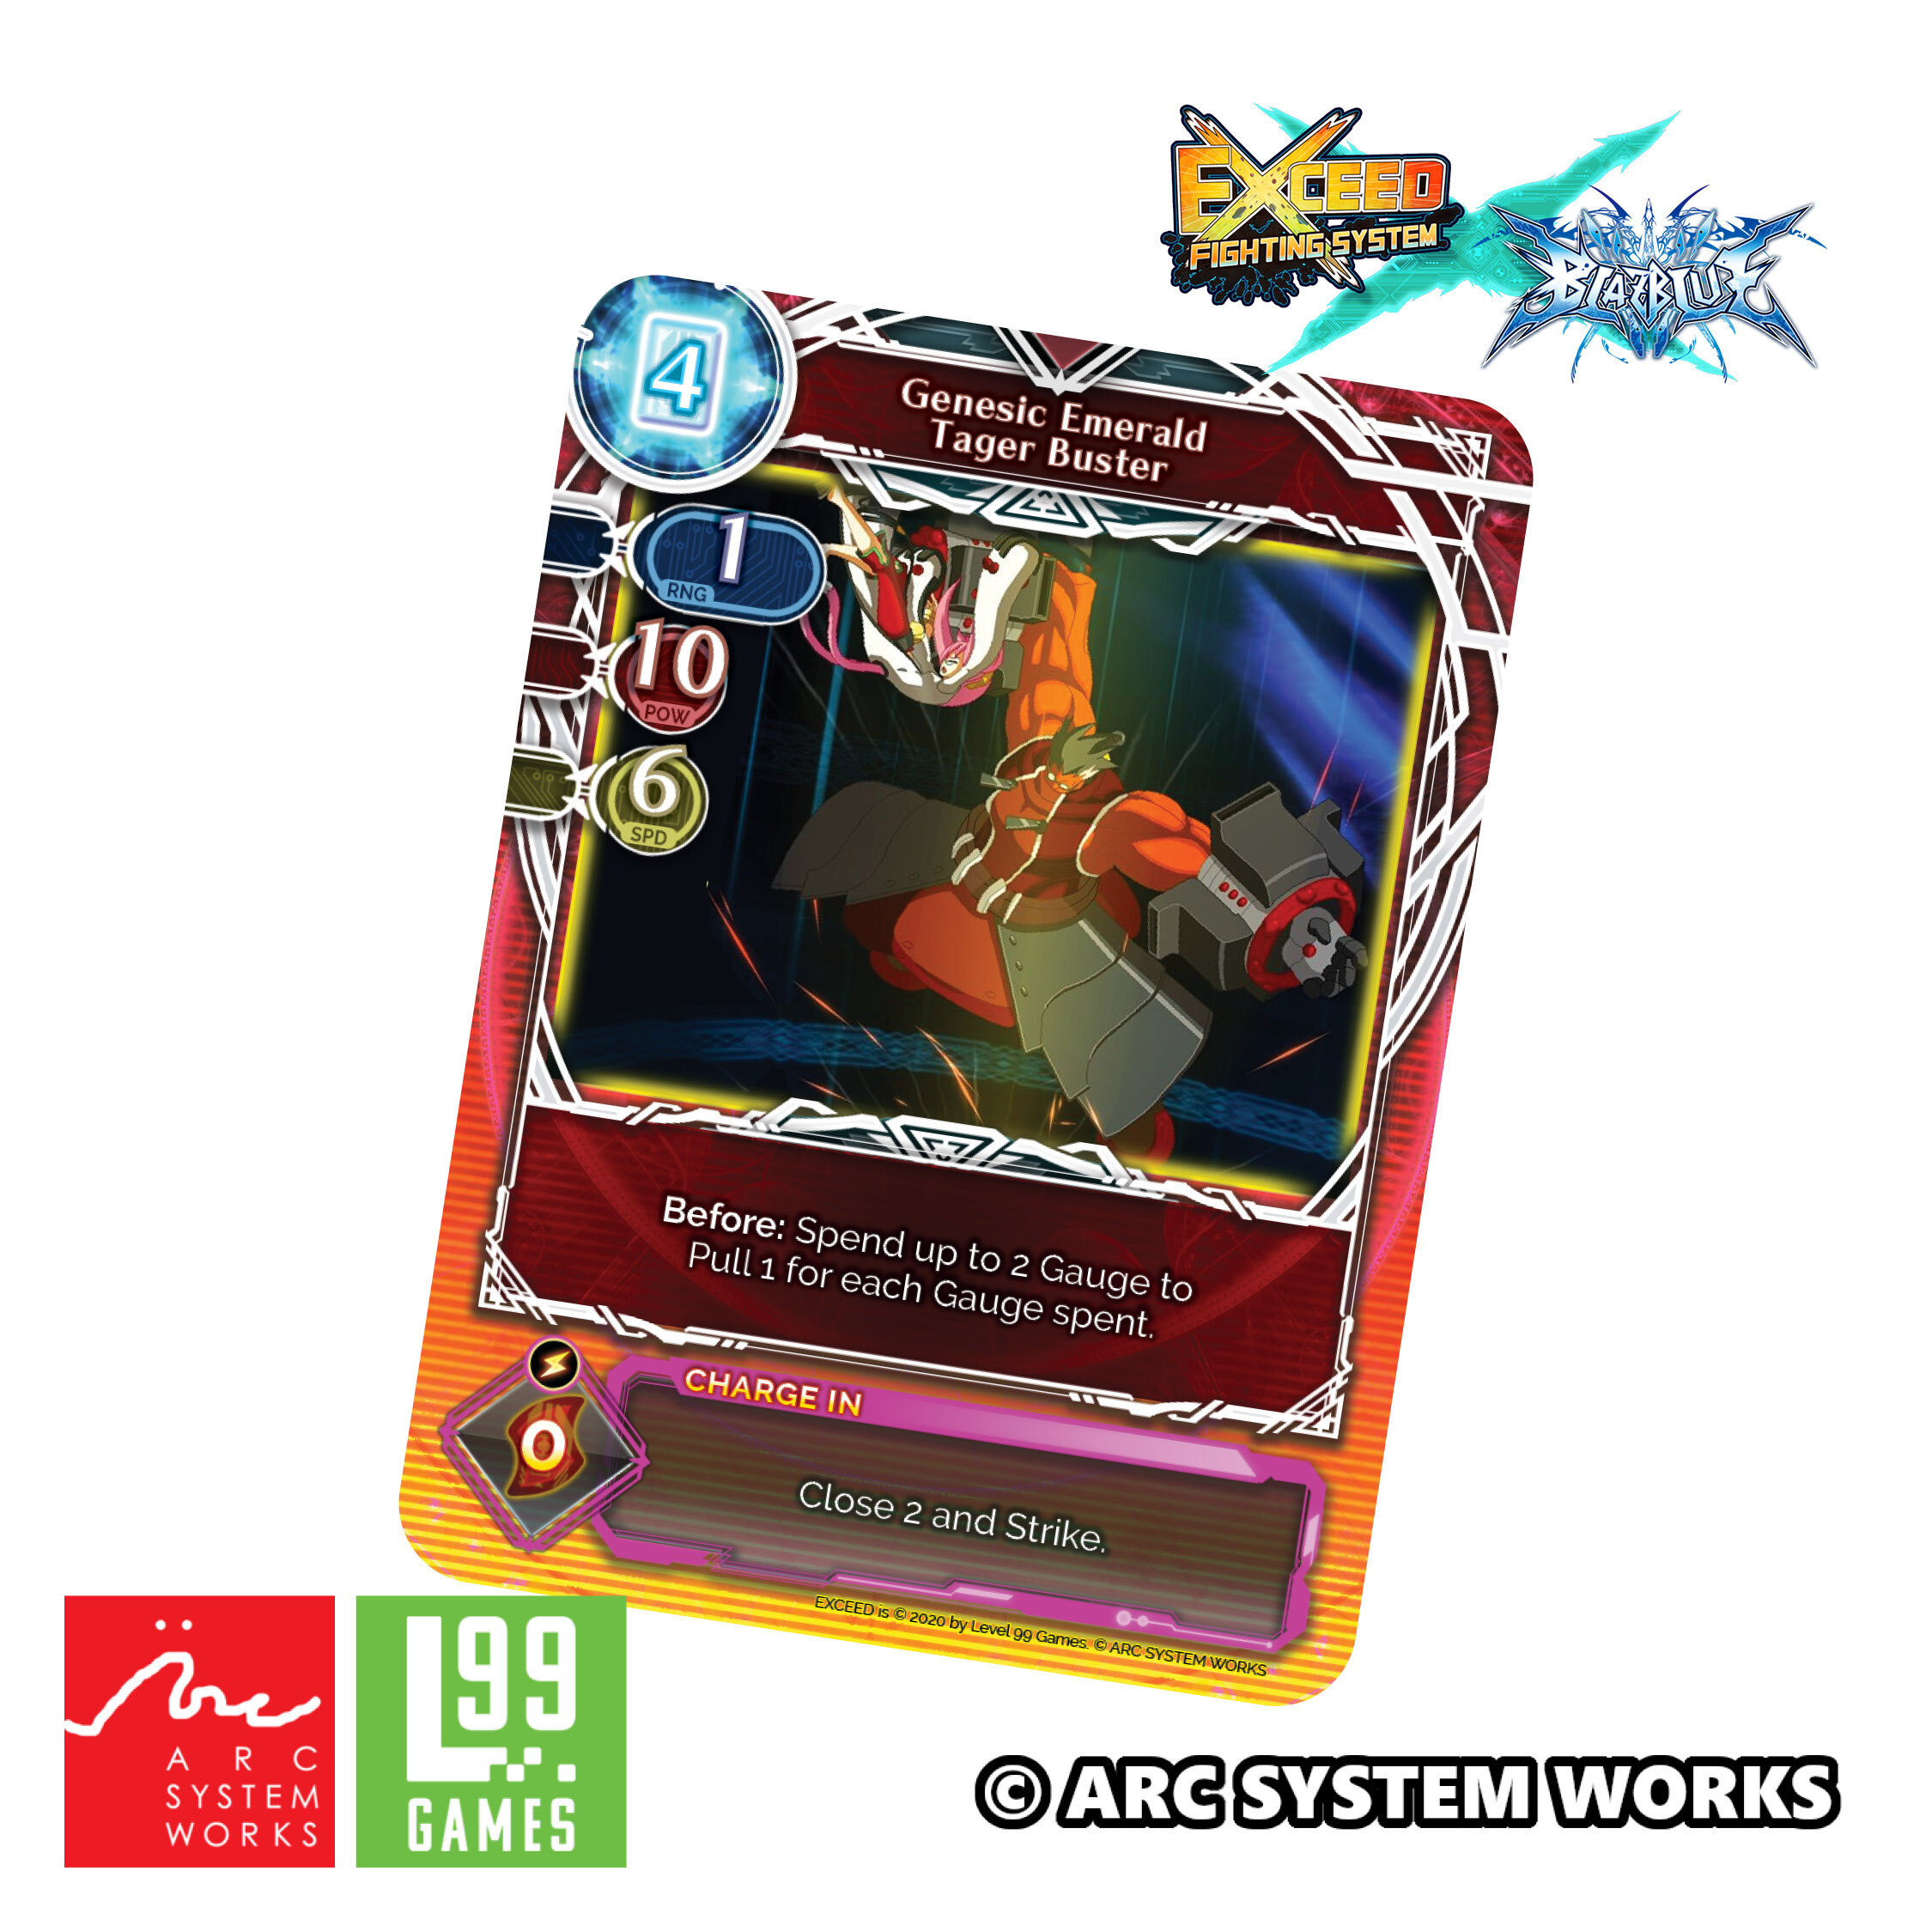 EXCEED
FIGHTING SYSTEM
BLAZBLUE
4
Genesic Emerald
Tager Buster
1
RNG
10
POW
6
SPD
Before: Spend up to 2 Gauge to
Pull 1 for each Gauge spent.
CHARGE IN
0
Close 2 and Strike.
EXCEED is © 2020 by Level 99 Games. © ARC SYSTEM WORKS
Arc
ARC
SYSTEM
WORKS
L99
GAMES
© ARC SYSTEM WORKS